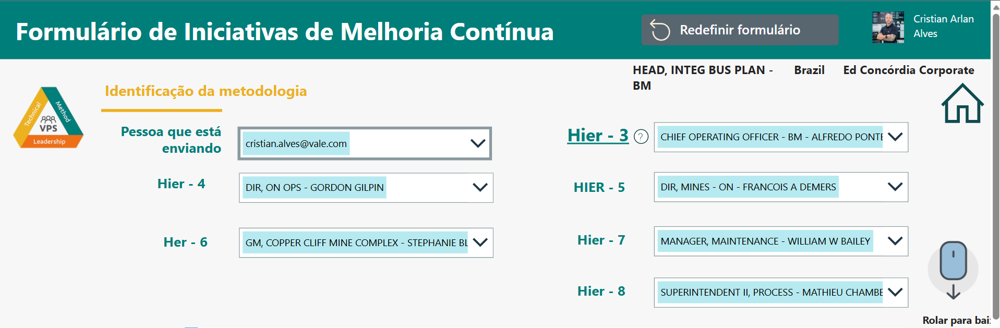 Formulário de Iniciativas de Melhoria Contínua
Redefinir formulário
Cristian Arlan
Alves
HEAD, INTEG BUS PLAN -
BM
Brazil
Ed Concórdia Corporate
Technical
Method
VPS
Leadership
Identificação da metodologia
Pessoa que está
enviando
cristian.alves@vale.com
Hier - 3
?
CHIEF OPERATING OFFICER - BM - ALFREDO PONTE
Hier - 4
DIR, ON OPS - GORDON GILPIN
HIER - 5
DIR, MINES - ON - FRANCOIS A DEMERS
Her - 6
GM, COPPER CLIFF MINE COMPLEX - STEPHANIE BL
Hier - 7
MANAGER, MAINTENANCE - WILLIAM W BAILEY
Hier - 8
SUPERINTENDENT II, PROCESS - MATHIEU CHAMBE
Rolar para bai